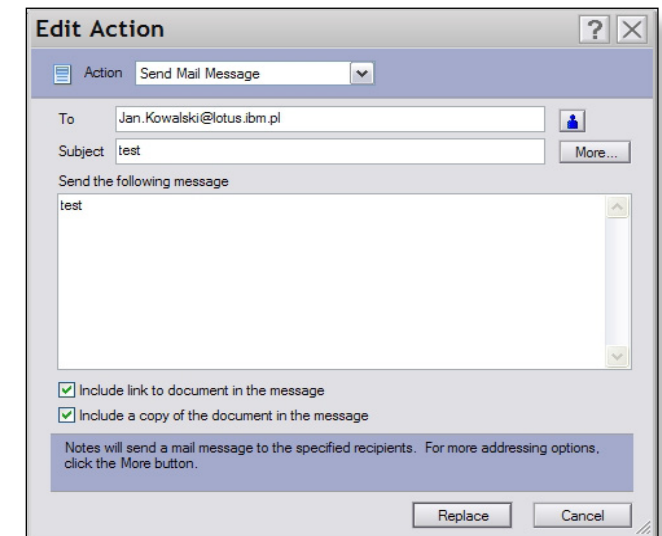 Edit Action
?
Action Send Mail Message
To Jan.Kowalski@lotus.ibm.pl
Subject test More...
Send the following message
test
Include link to document in the message
Include a copy of the document in the message
Notes will send a mail message to the specified recipients. For more addressing options,
click the More button.
Replace Cancel